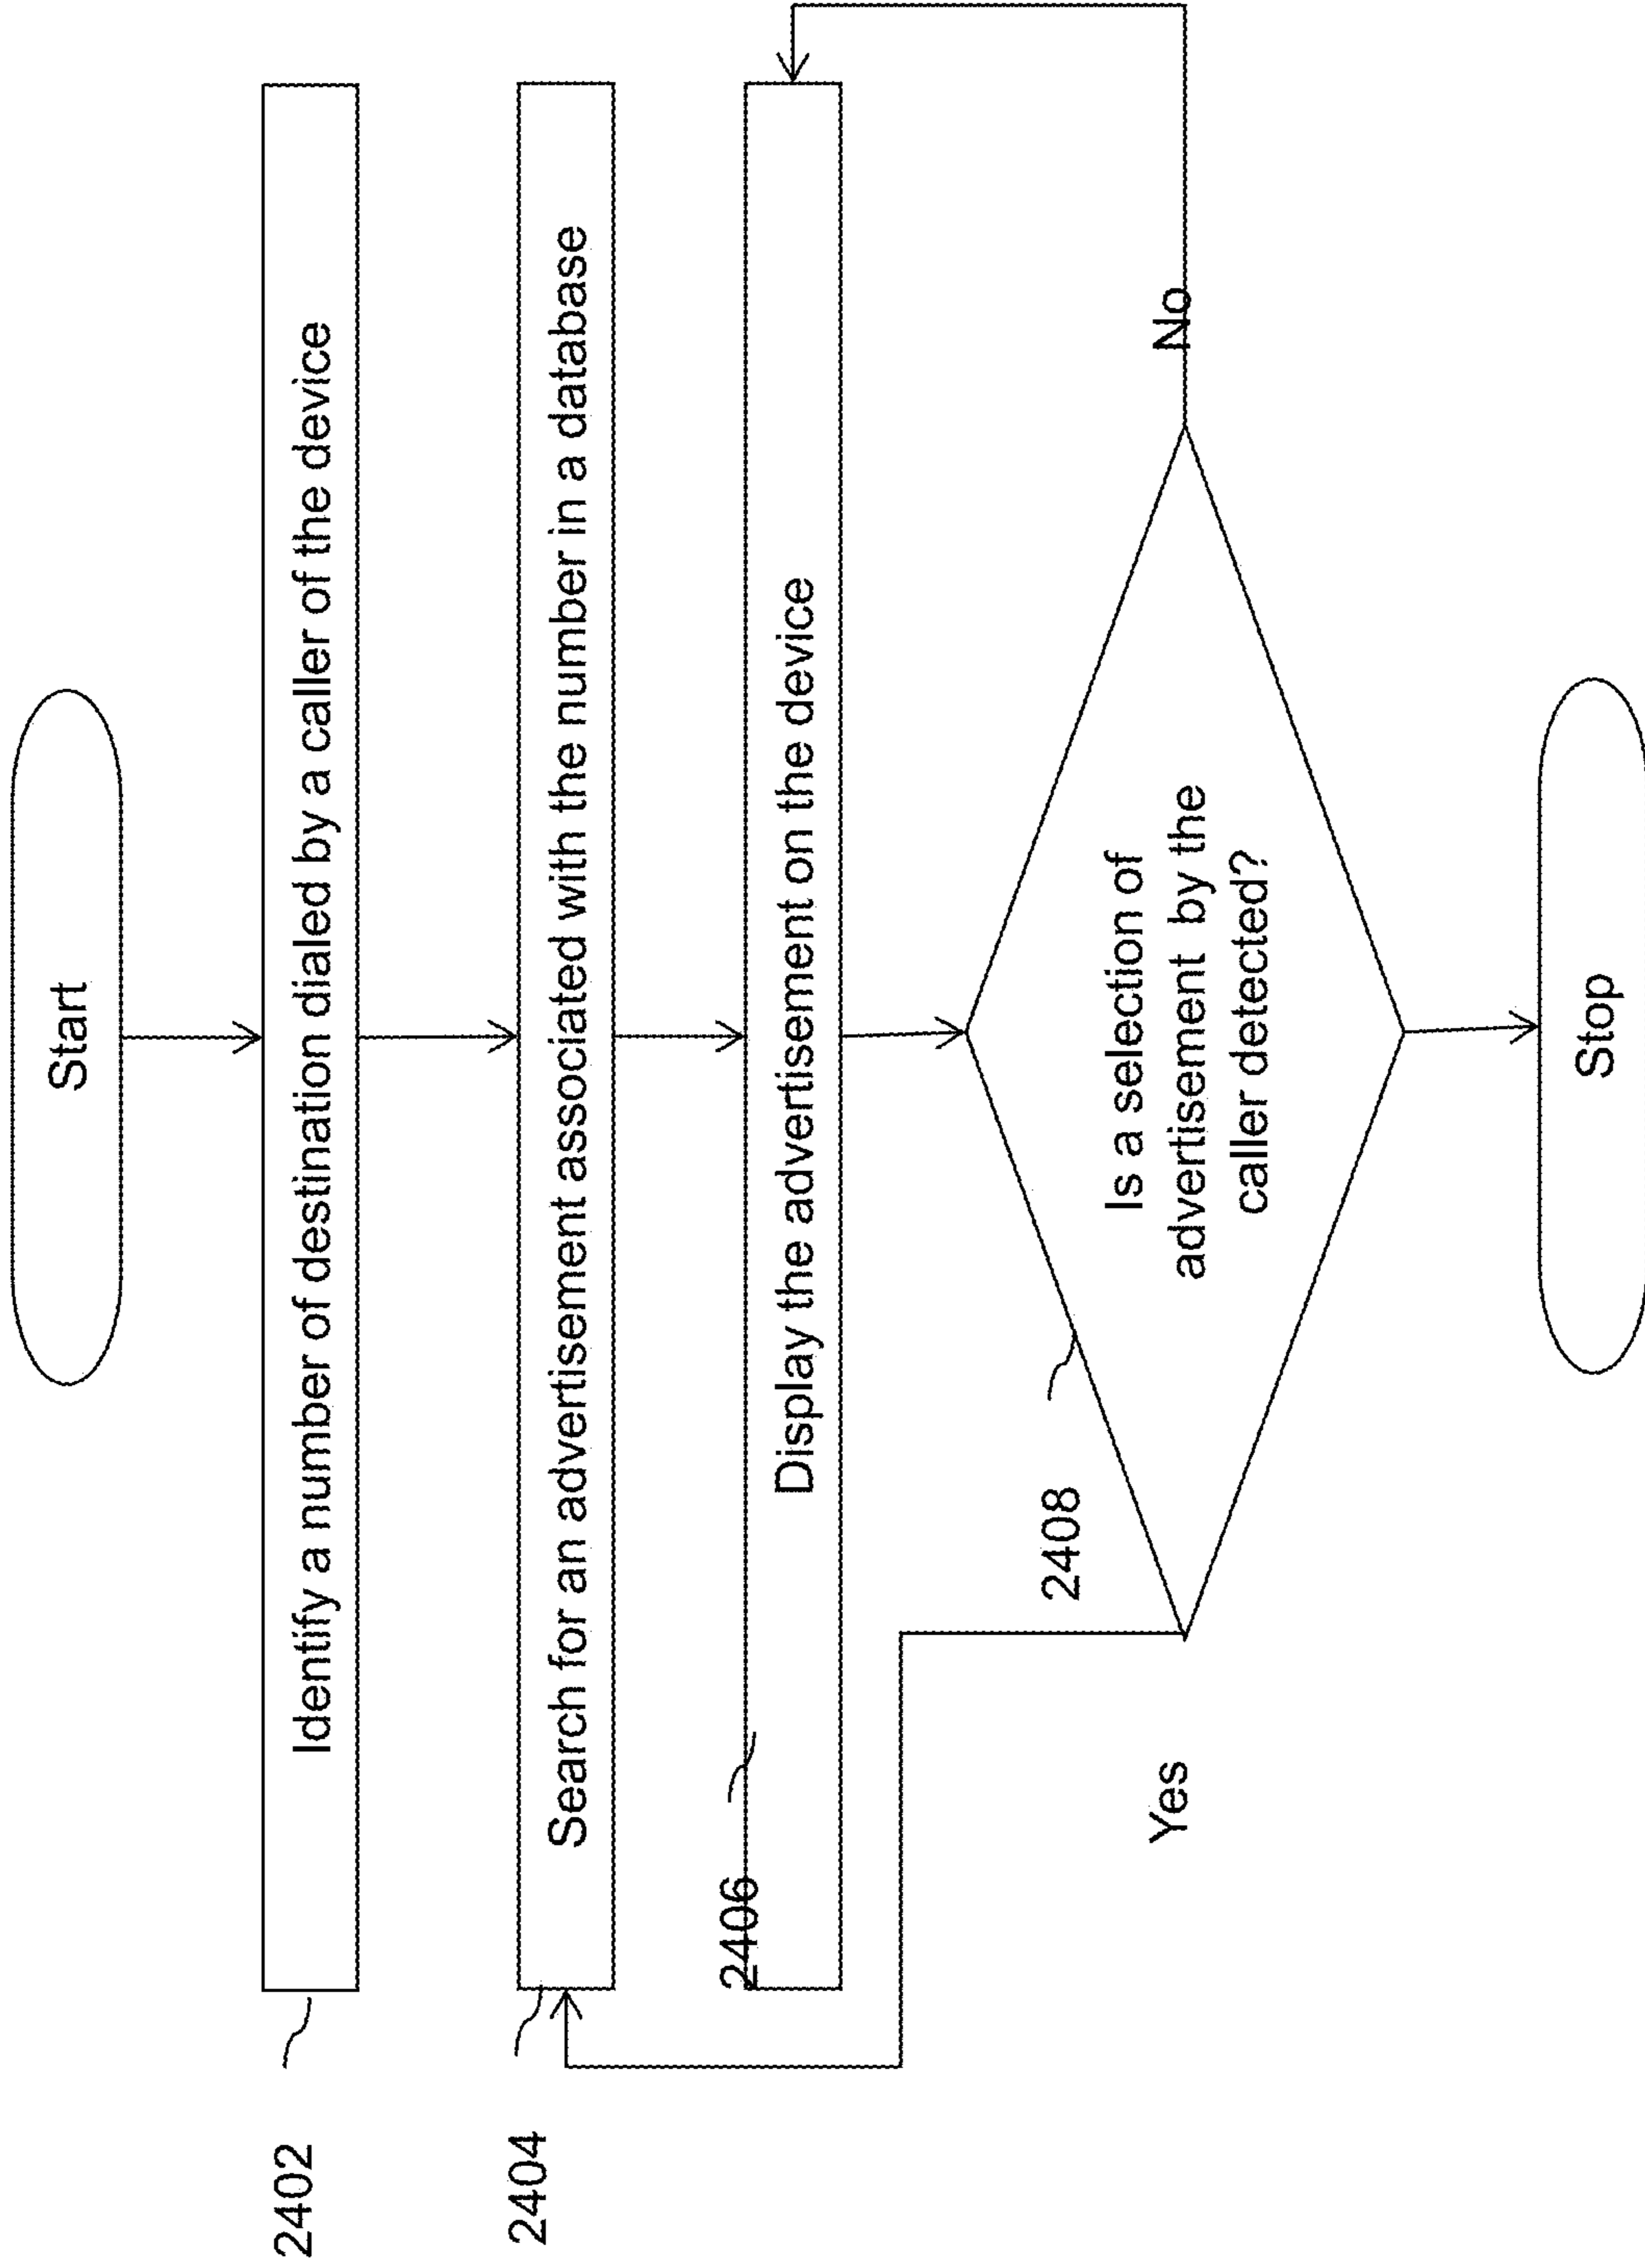 Start
2402
Identify a number of destination dialed by a caller of the device
2404
Search for an advertisement associated with the number in a database
2406
Display the advertisement on the device
2408
Is a selection of
advertisement by the
caller detected?
Yes
No
Stop